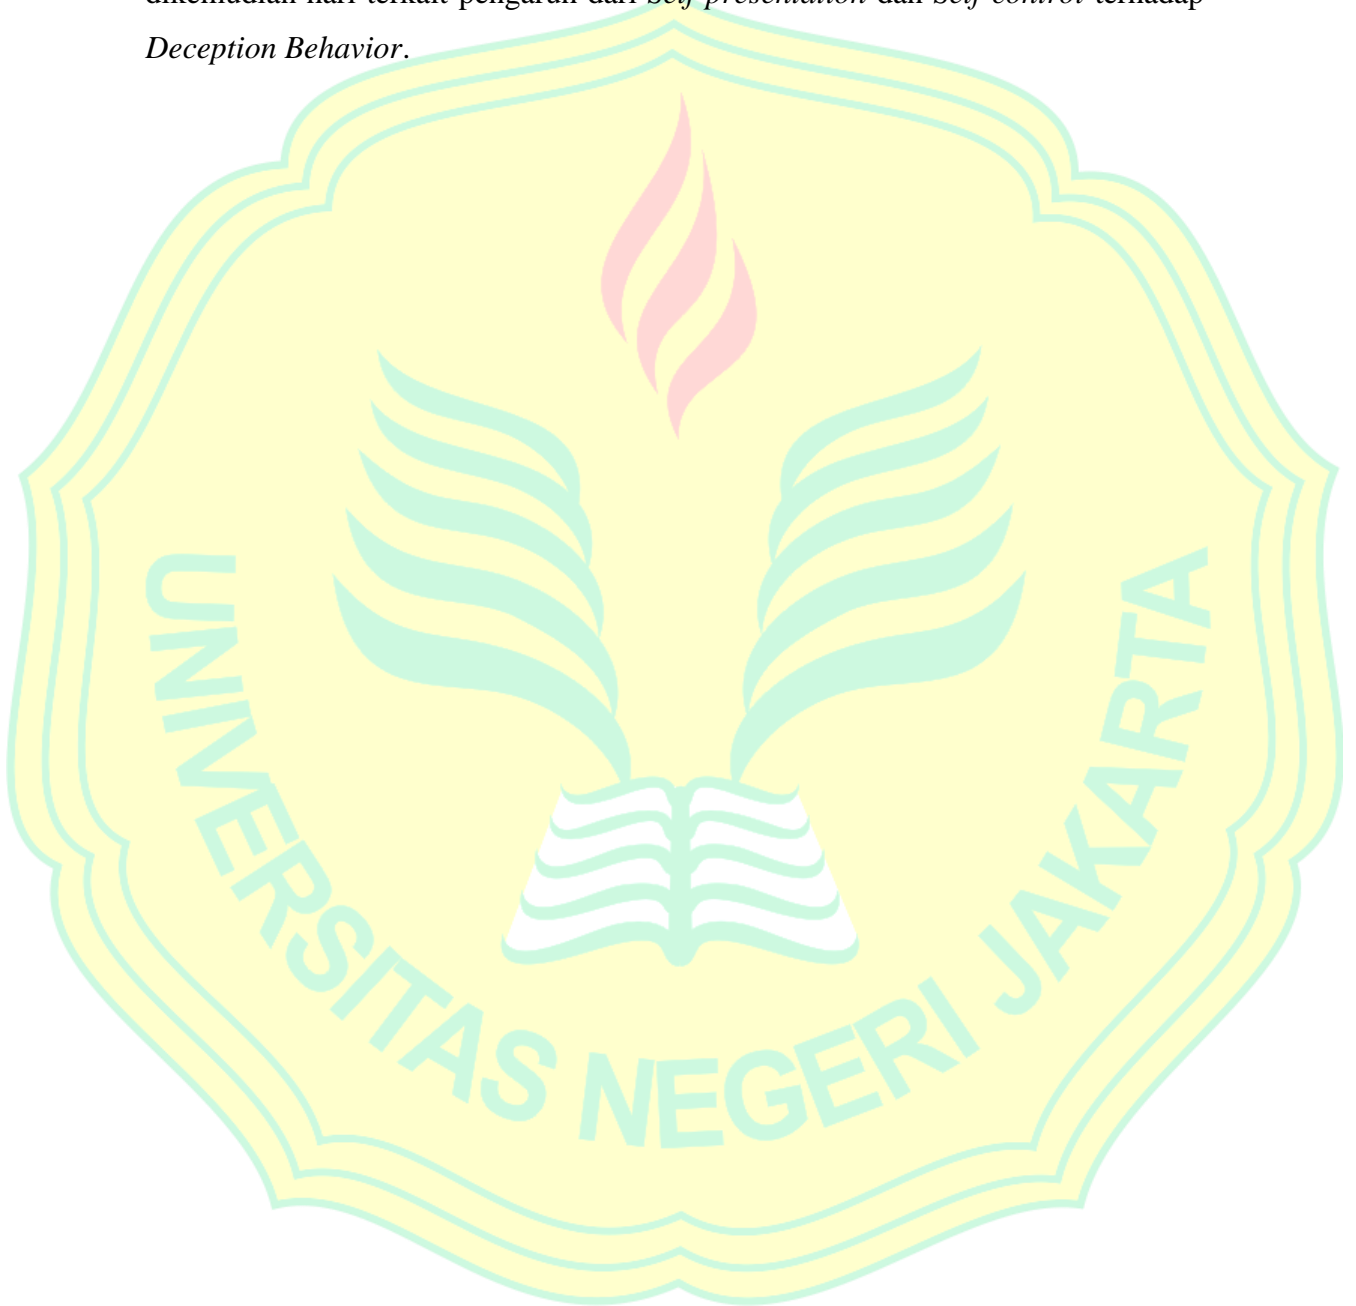 dikemudian hari terkait pengaruh dari Self-presentation dan Self-control terhadap
Deception Behavior.
UNIVERSITAS NEGERI JAKARTA